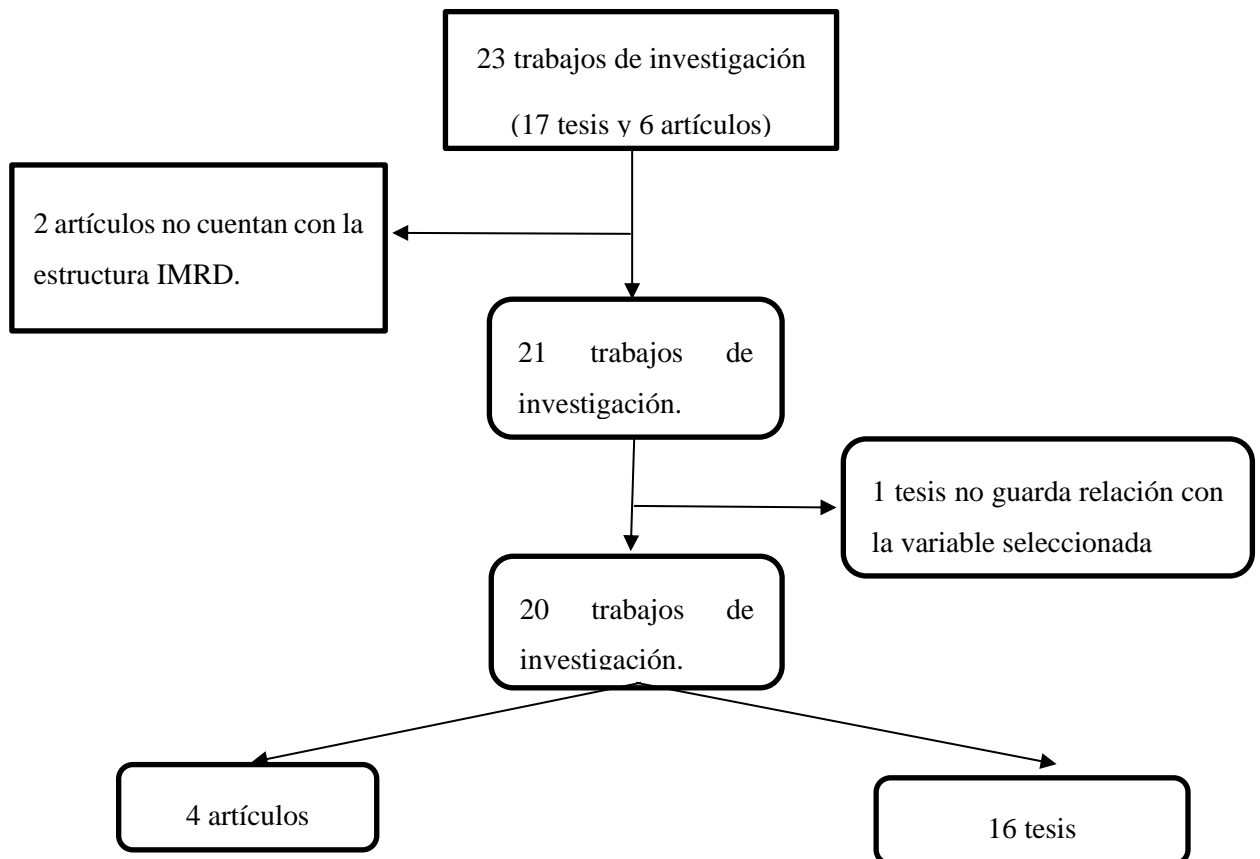 23 trabajos de investigación
(17 tesis y 6 artículos)
2 artículos no cuentan con la
estructura IMRD.
21 trabajos de
investigación.
1 tesis no guarda relación con
la variable seleccionada
20 trabajos de
investigación.
4 artículos
16 tesis